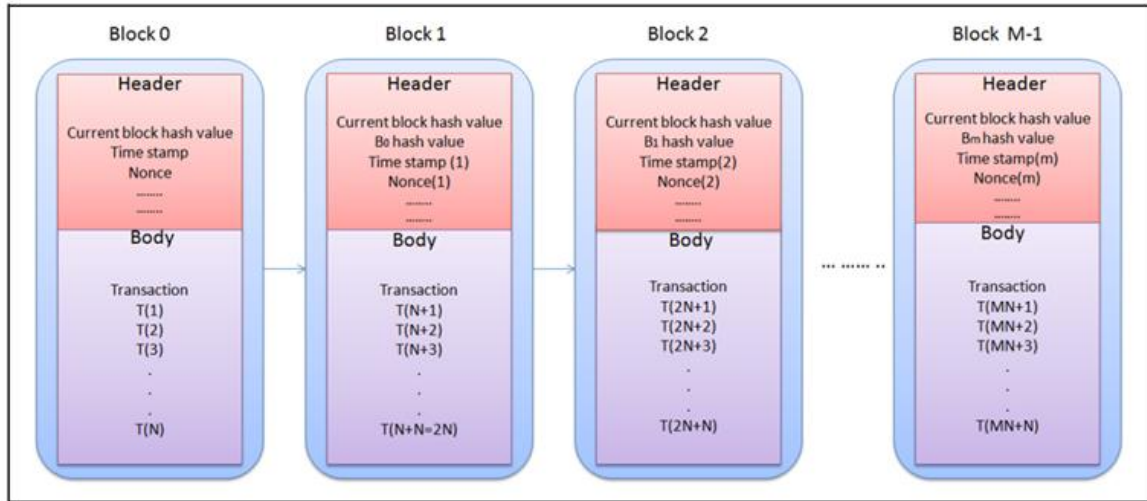 Block 0
Header
Current block hash value
Time stamp
Nonce
........
........
Body
Transaction
T(1)
T(2)
T(3)
.
.
.
T(N)
Block 1
Header
Current block hash value
B₀ hash value
Time stamp (1)
Nonce(1)
........
........
Body
Transaction
T(N+1)
T(N+2)
T(N+3)
.
.
.
T(N+N=2N)
Block 2
Header
Current block hash value
B₁ hash value
Time stamp(2)
Nonce(2)
........
........
Body
Transaction
T(2N+1)
T(2N+2)
T(2N+3)
.
.
.
T(2N+N)
... ... ... ..
Block M-1
Header
Current block hash value
Bm hash value
Time stamp(m)
Nonce(m)
........
........
Body
Transaction
T(MN+1)
T(MN+2)
T(MN+3)
.
.
.
T(MN+N)